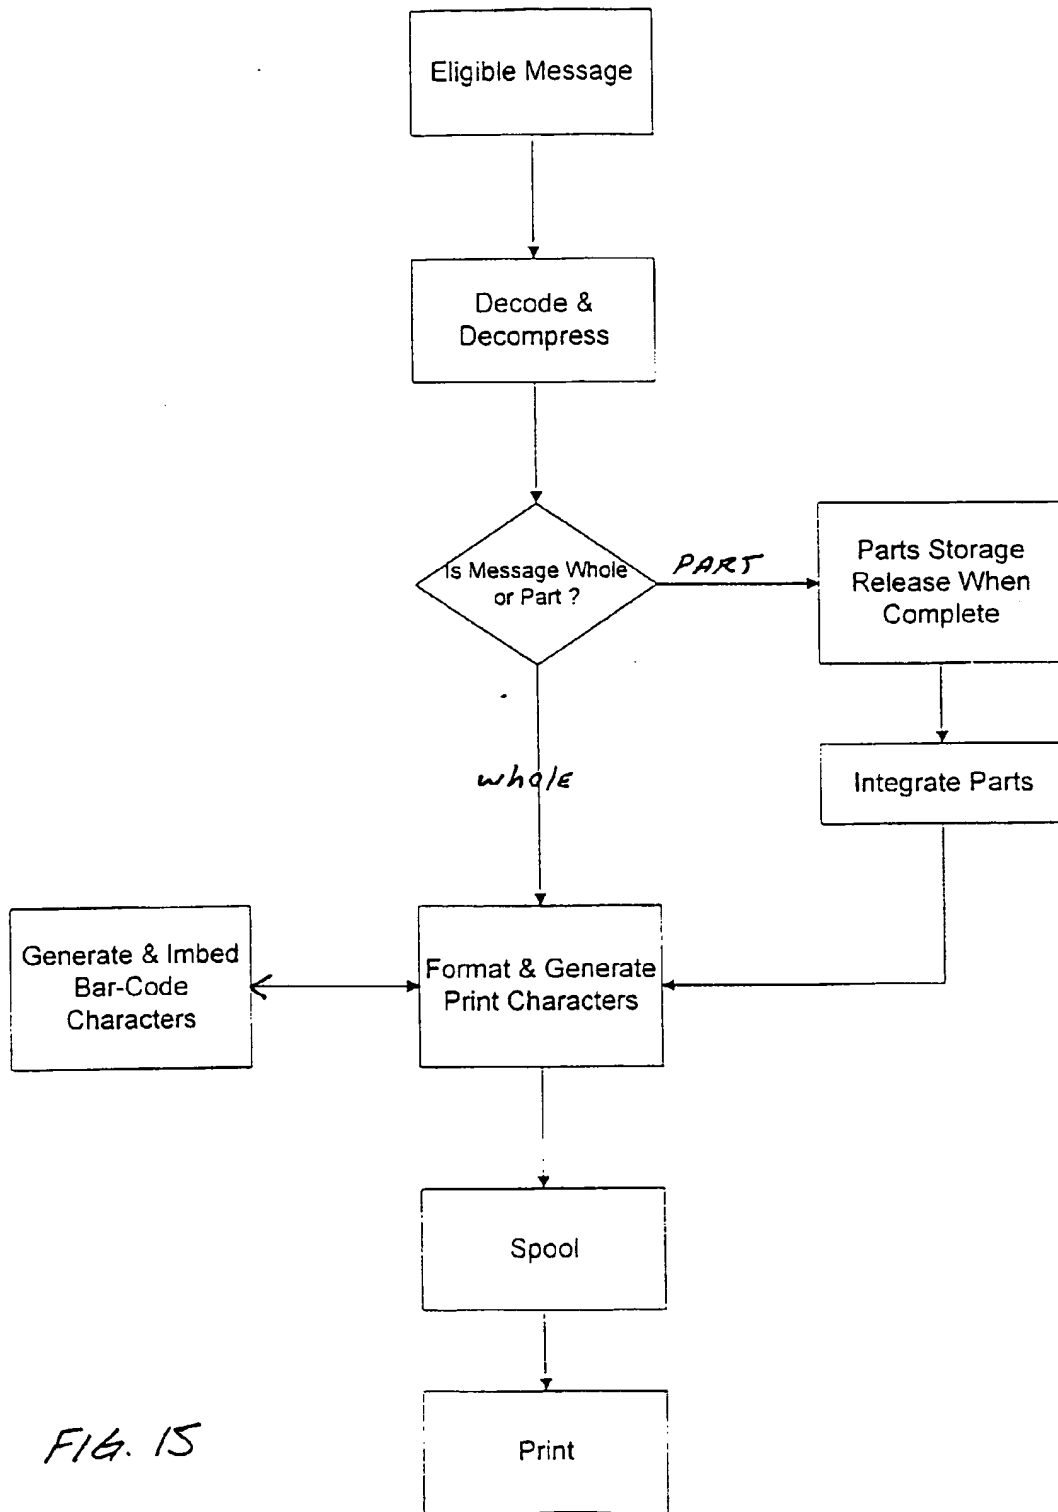 Eligible Message
Decode &
Decompress
Is Message Whole
or Part ?
PART
Parts Storage
Release When
Complete
Integrate Parts
whole
Generate & Imbed
Bar-Code
Characters
Format & Generate
Print Characters
Spool
Print
FIG. 15